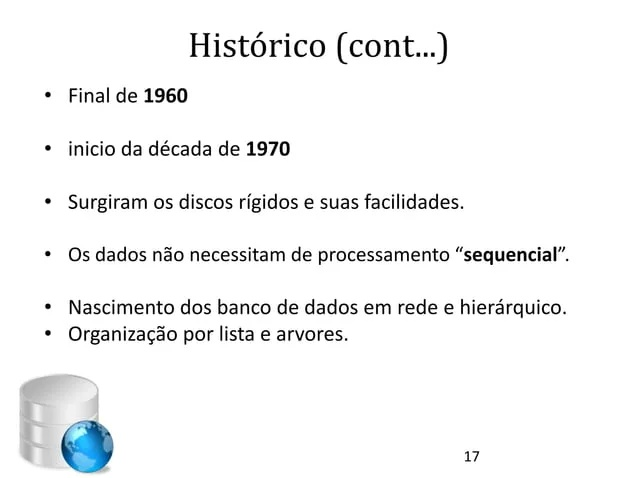 Histórico (cont...)
• Final de 1960
• inicio da década de 1970
• Surgiram os discos rígidos e suas facilidades.
• Os dados não necessitam de processamento “sequencial”.
• Nascimento dos banco de dados em rede e hierárquico.
• Organização por lista e arvores.
17